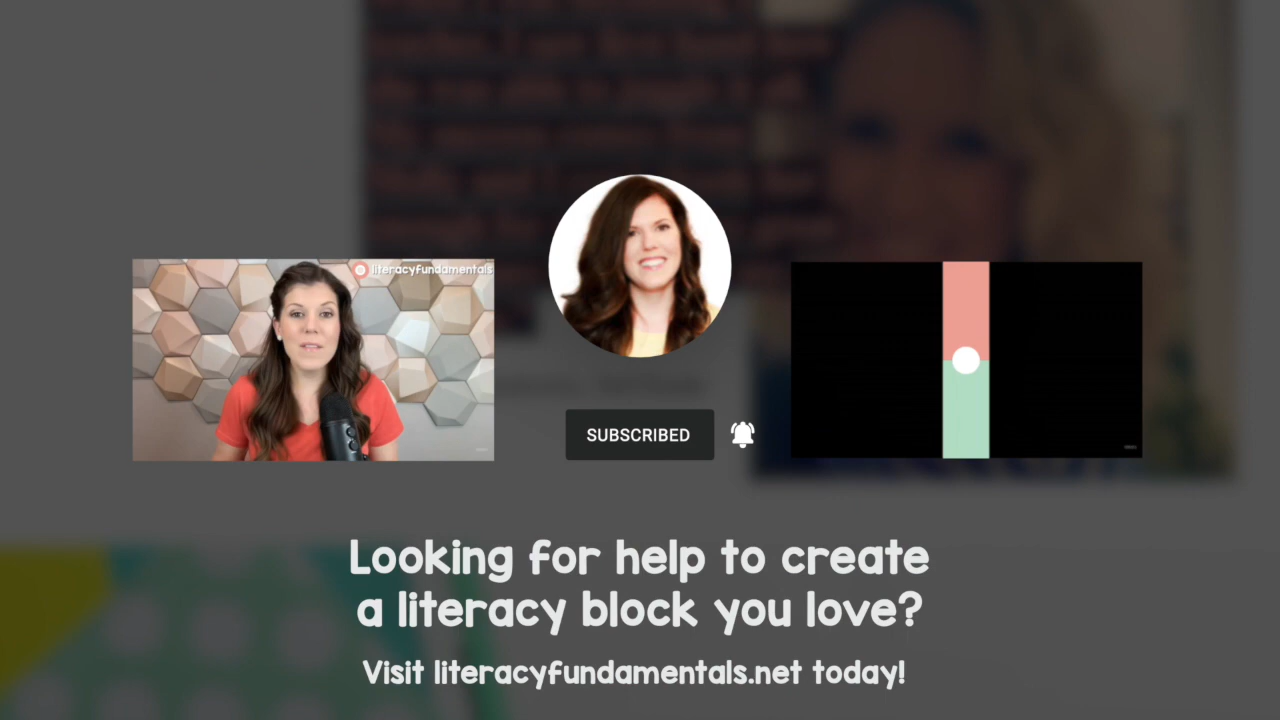 literacyfundamentals
SUBSCRIBED
Looking for help to create
a literacy block you love?
Visit literacyfundamentals.net today!